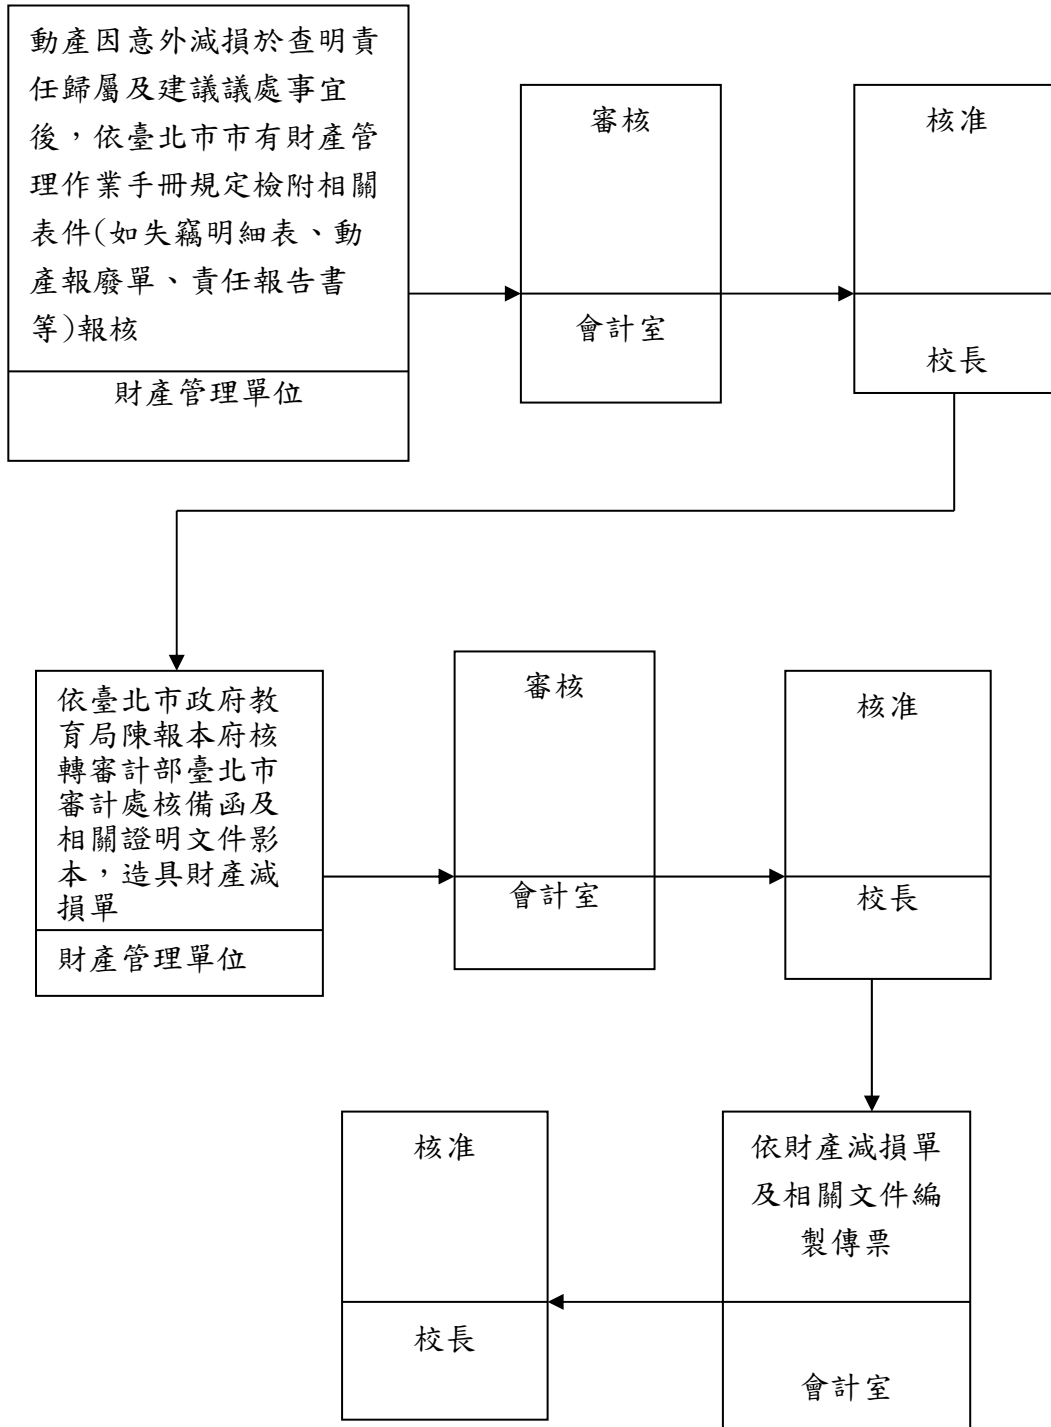 動產因意外減損於查明責
任歸屬及建議議處事宜
後，依臺北市市有財產管
理作業手冊規定檢附相關
表件(如失竊明細表、動
產報廢單、責任報告書
等)報核
財產管理單位
審核
會計室
核准
校長
依臺北市政府教
育局陳報本府核
轉審計部臺北市
審計處核備函及
相關證明文件影
本，造具財產減
損單
財產管理單位
審核
會計室
核准
校長
依財產減損單
及相關文件編
製傳票
會計室
核准
校長